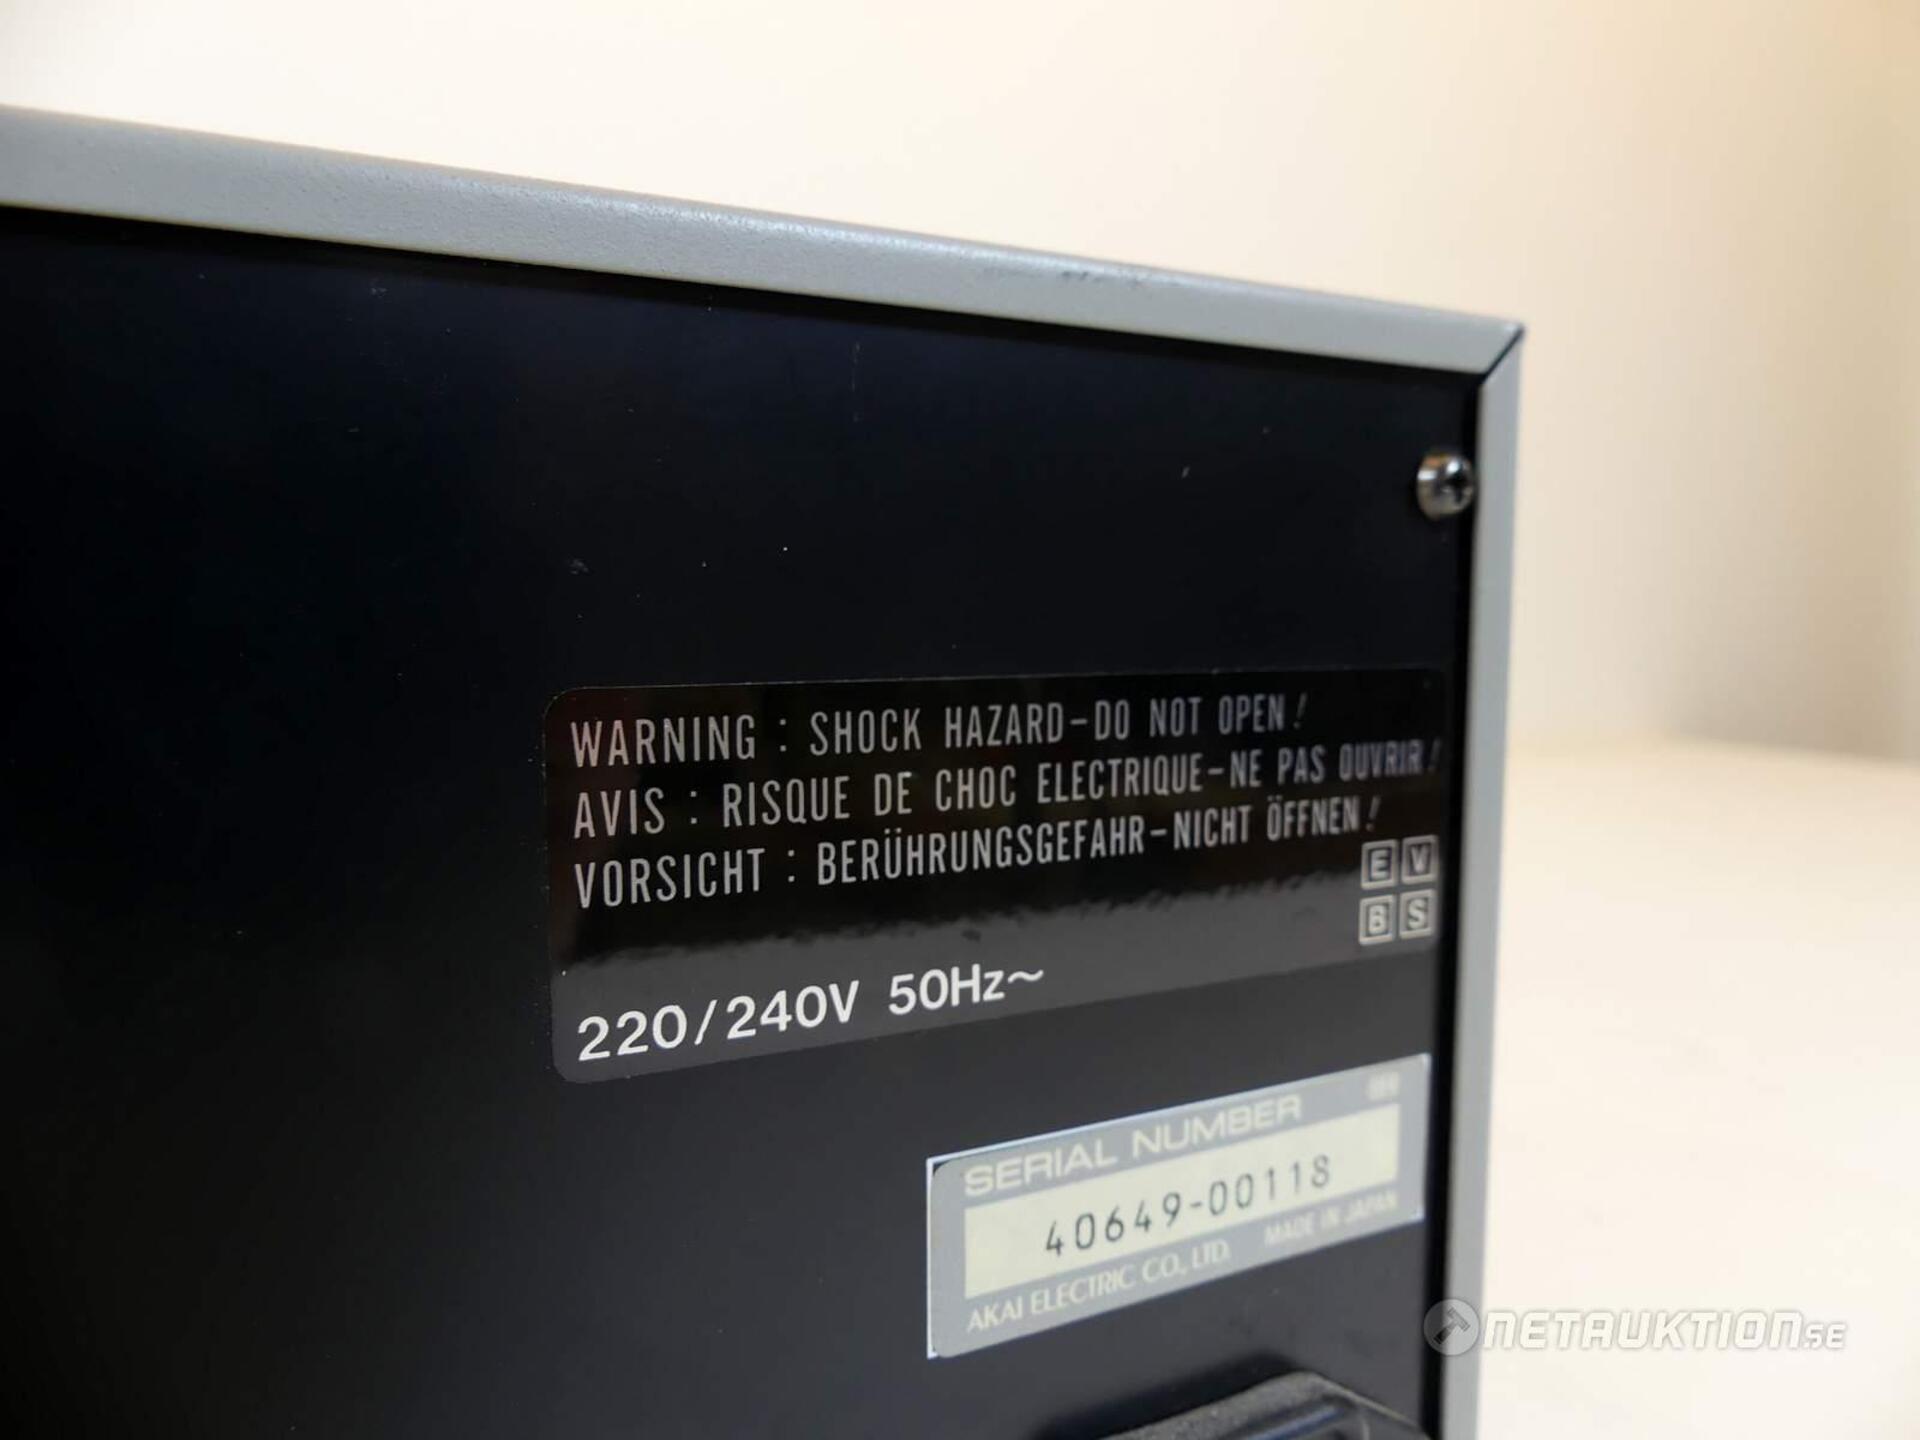 WARNING : SHOCK HAZARD-DO NOT OPEN!
AVIS : RISQUE DE CHOC ELECTRIQUE-NE PAS OUVRIR!
VORSICHT : BERÜHRUNGSGEFAHR-NICHT ÖFFNEN!
E V
B S
220/240V 50Hz~
SERIAL NUMBER
40649-00118
AKAI ELECTRIC CO., LTD. MADE IN JAPAN
NETAUKTION.SE